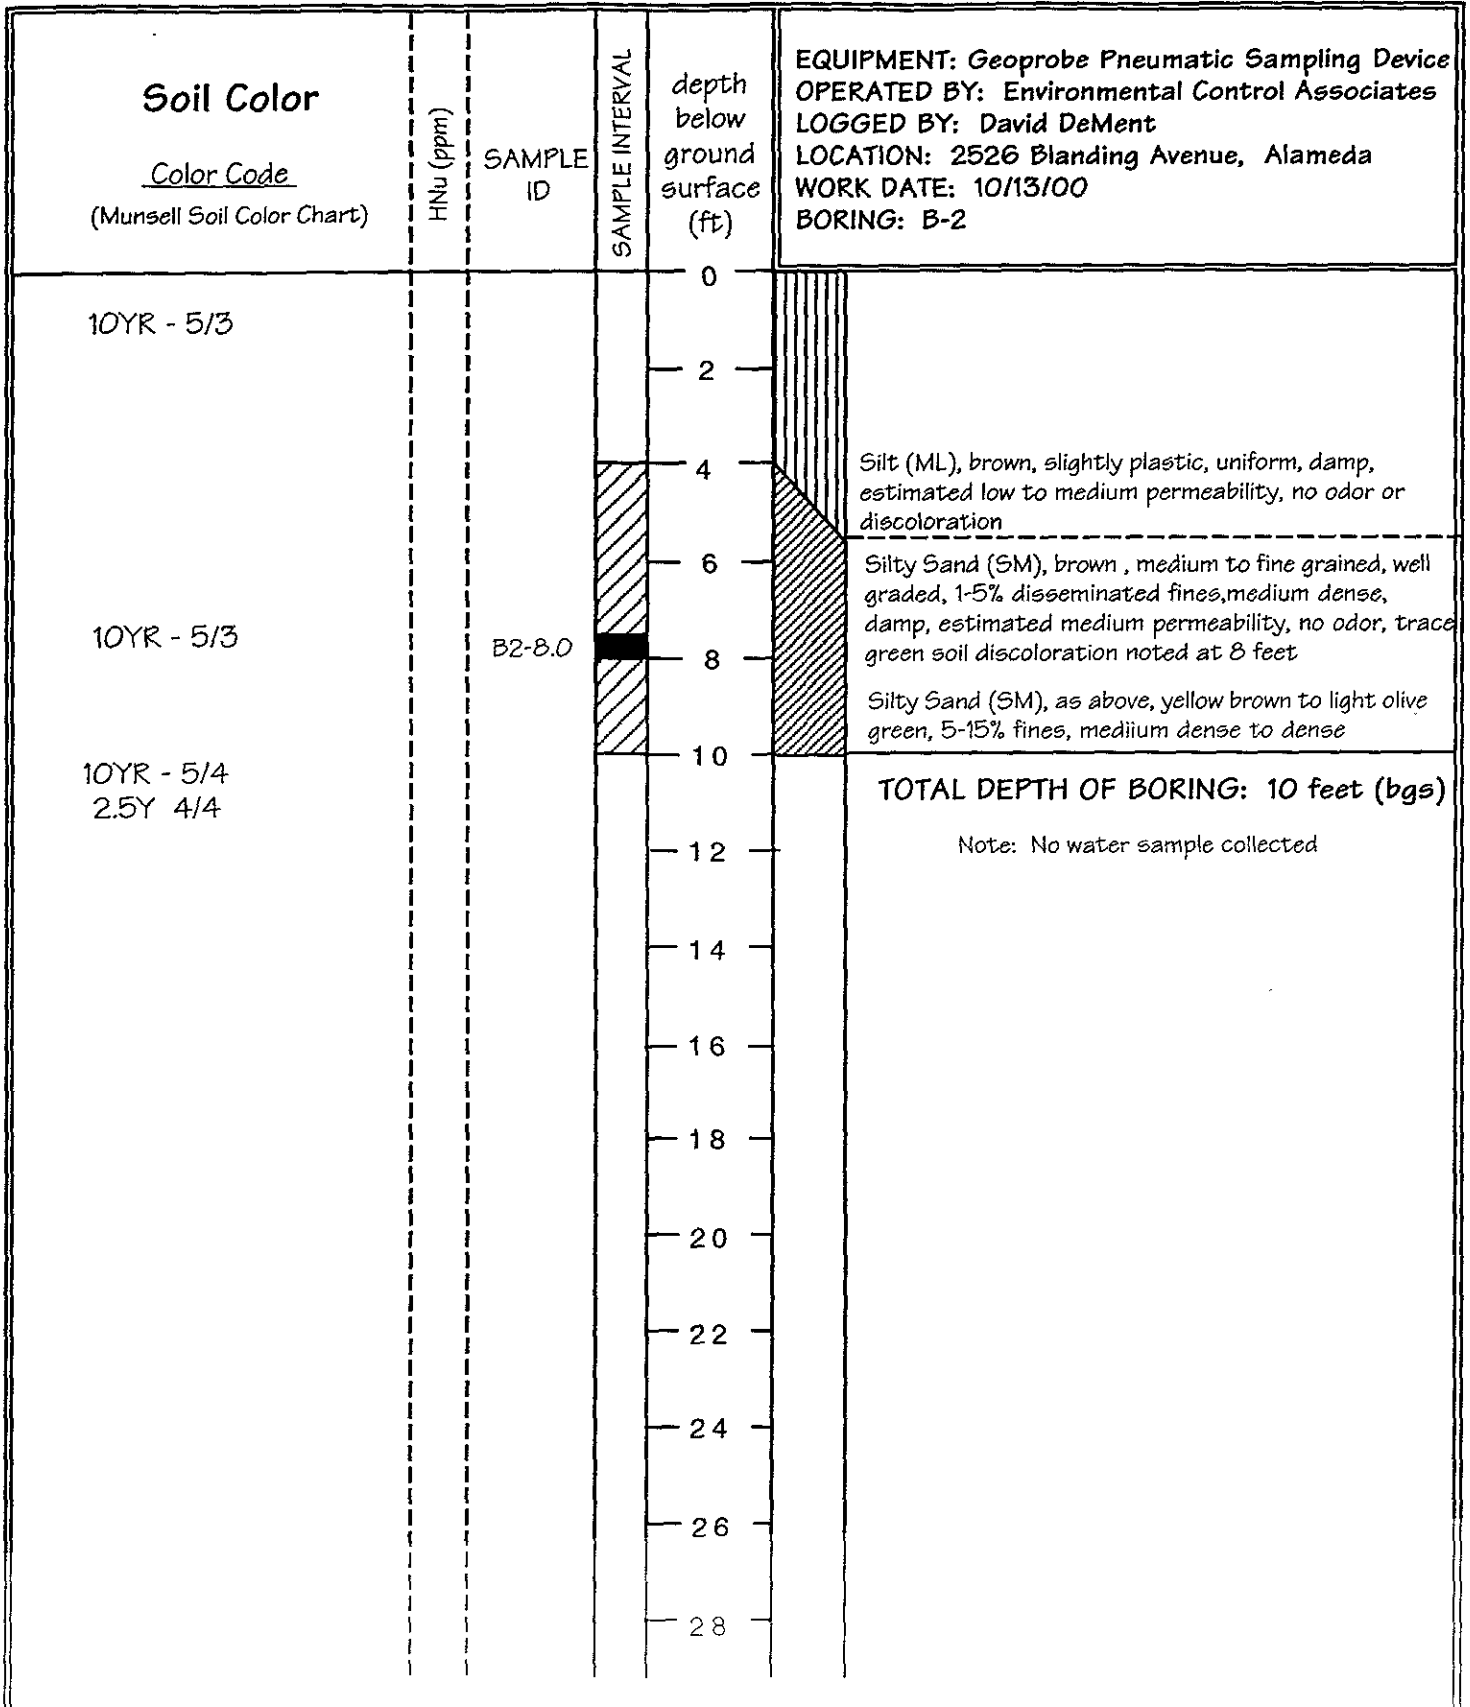 Soil Color
Color Code
(Munsell Soil Color Chart)
HNu (ppm)
SAMPLE
ID
SAMPLE INTERVAL
depth
below
ground
surface
(ft)
EQUIPMENT: Geoprobe Pneumatic Sampling Device
OPERATED BY: Environmental Control Associates
LOGGED BY: David DeMent
LOCATION: 2526 Blanding Avenue, Alameda
WORK DATE: 10/13/00
BORING: B-2
0
10YR - 5/3
2
4
Silt (ML), brown, slightly plastic, uniform, damp,
estimated low to medium permeability, no odor or
discoloration
6
Silty Sand (SM), brown , medium to fine grained, well
graded, 1-5% disseminated fines,medium dense,
damp, estimated medium permeability, no odor, trace
green soil discoloration noted at 8 feet
10YR - 5/3
B2-8.0
8
Silty Sand (SM), as above, yellow brown to light olive
green, 5-15% fines, mediium dense to dense
10
10YR - 5/4
2.5Y 4/4
TOTAL DEPTH OF BORING: 10 feet (bgs)
Note: No water sample collected
12
14
16
18
20
22
24
26
28